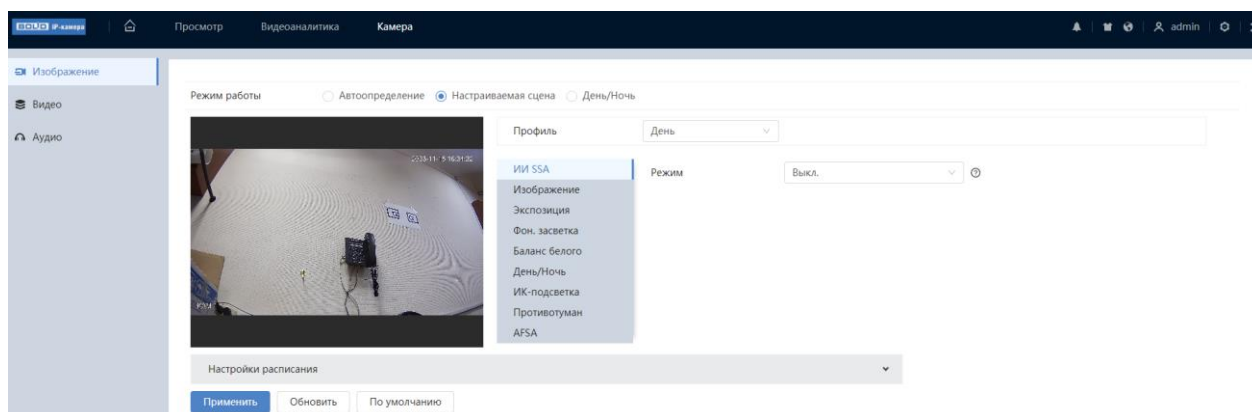 BOLID IP-камера Просмотр Видеоаналитика Камера admin
Изображение
Видео
Аудио
Режим работы Автоопределение Настраиваемая сцена День/Ночь
Профиль День
ИИ SSA
Изображение
Экспозиция
Фон. засветка
Баланс белого
День/Ночь
ИК-подсветка
Противотуман
AFSA
Режим Выкл.
Настройки расписания
Применить Обновить По умолчанию